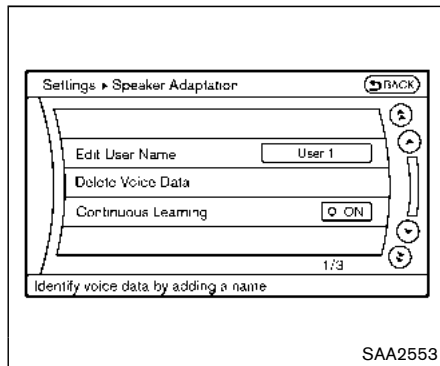 Settings ▸ Speaker Adaptation BACK
Edit User Name User 1
Delete Voice Data
Continuous Learning ON
1/3
Identify voice data by adding a name
SAA2553